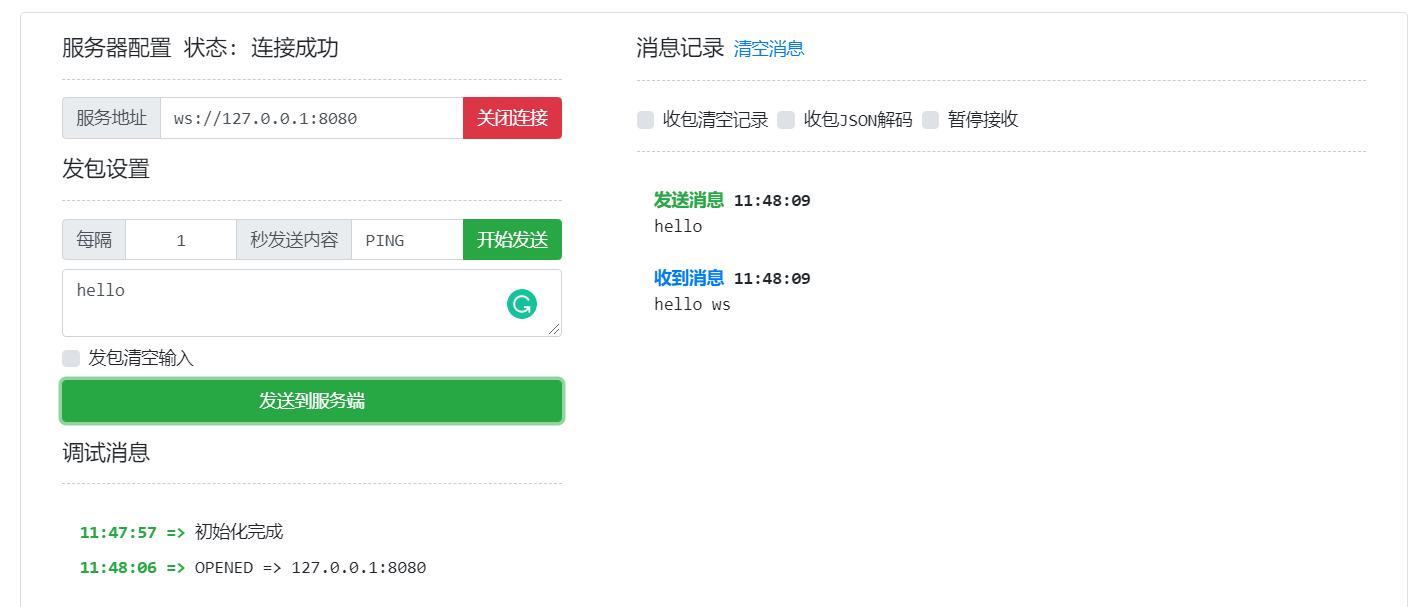 服务器配置 状态: 连接成功
服务地址 ws://127.0.0.1:8080 关闭连接
发包设置
每隔 1 秒发送内容 PING 开始发送
hello
发包清空输入
发送到服务端
调试消息
11:47:57 => 初始化完成
11:48:06 => OPENED => 127.0.0.1:8080
消息记录 清空消息
收包清空记录 收包JSON解码 暂停接收
发送消息 11:48:09
hello
收到消息 11:48:09
hello ws